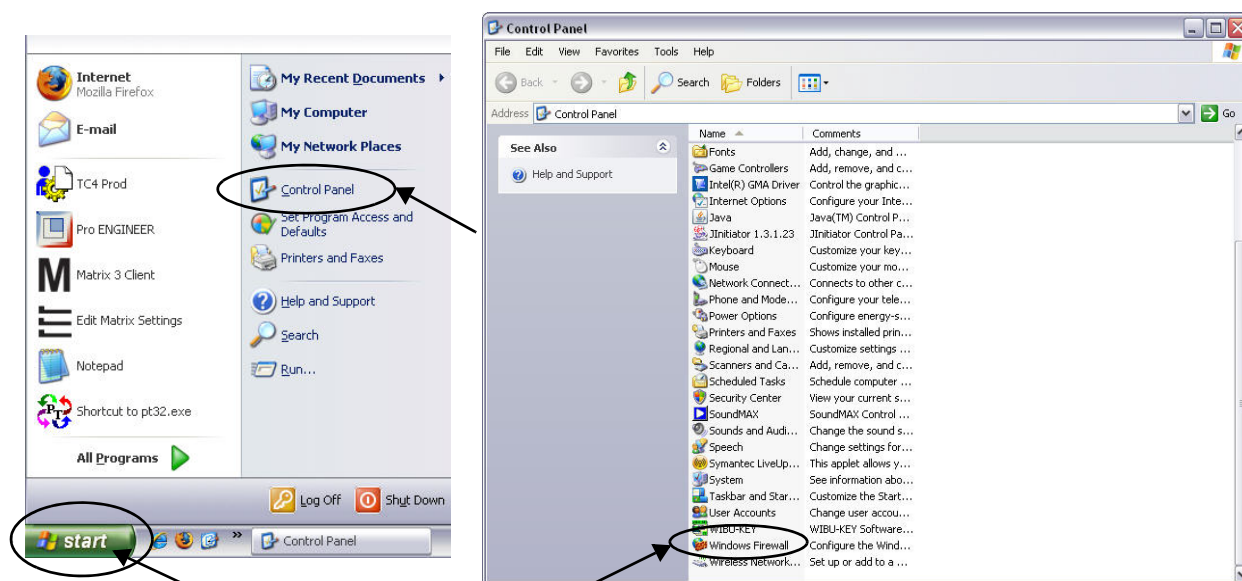 Internet
Mozilla Firefox
E-mail
TC4 Prod
Pro ENGINEER
Matrix 3 Client
Edit Matrix Settings
Notepad
Shortcut to pt32.exe
All Programs
My Recent Documents
My Computer
My Network Places
Control Panel
Set Program Access and
Defaults
Printers and Faxes
Help and Support
Search
Run...
Log Off Shut Down
start » Control Panel
Control Panel
File Edit View Favorites Tools Help
Back Search Folders
Address Control Panel Go
See Also
Help and Support
Name Comments
Fonts Add, change, and ...
Game Controllers Add, remove, and c...
Intel(R) GMA Driver Control the graphic...
Internet Options Configure your Inte...
Java Java(TM) Control P...
JInitiator 1.3.1.23 JInitiator Control Pa...
Keyboard Customize your key...
Mouse Customize your mo...
Network Connect... Connects to other c...
Phone and Mode... Configure your tele...
Power Options Configure energy-s...
Printers and Faxes Shows installed prin...
Regional and Lan... Customize settings ...
Scanners and Ca... Add, remove, and c...
Scheduled Tasks Schedule computer ...
Security Center View your current s...
SoundMAX SoundMAX Control ...
Sounds and Audi... Change the sound s...
Speech Change settings for...
Symantec LiveUp... This applet allows y...
System See information abo...
Taskbar and Star... Customize the Start...
User Accounts Change user accou...
WIBU-KEY WIBU-KEY Software...
Windows Firewall Configure the Wind...
Wireless Network... Set up or add to a ...